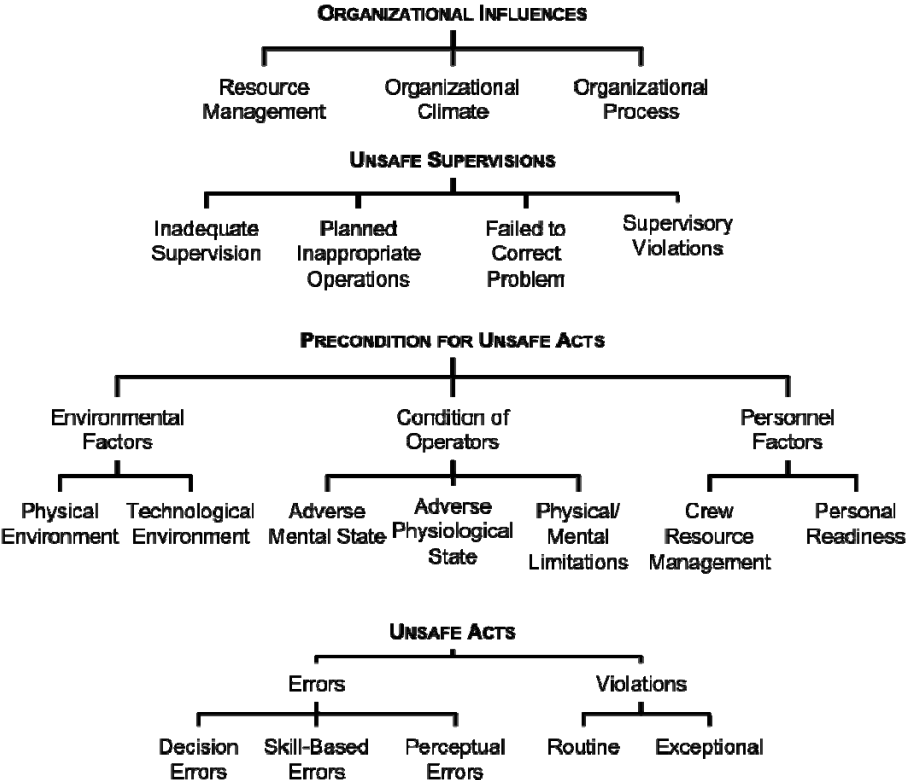 ORGANIZATIONAL INFLUENCES
Resource
Management
Organizational
Climate
Organizational
Process
UNSAFE SUPERVISIONS
Inadequate
Supervision
Planned
Inappropriate
Operations
Failed to
Correct
Problem
Supervisory
Violations
PRECONDITION FOR UNSAFE ACTS
Environmental
Factors
Condition of
Operators
Personnel
Factors
Physical
Environment
Technological
Environment
Adverse
Mental State
Adverse
Physiological
State
Physical/
Mental
Limitations
Crew
Resource
Management
Personal
Readiness
UNSAFE ACTS
Errors
Violations
Decision
Errors
Skill-Based
Errors
Perceptual
Errors
Routine
Exceptional